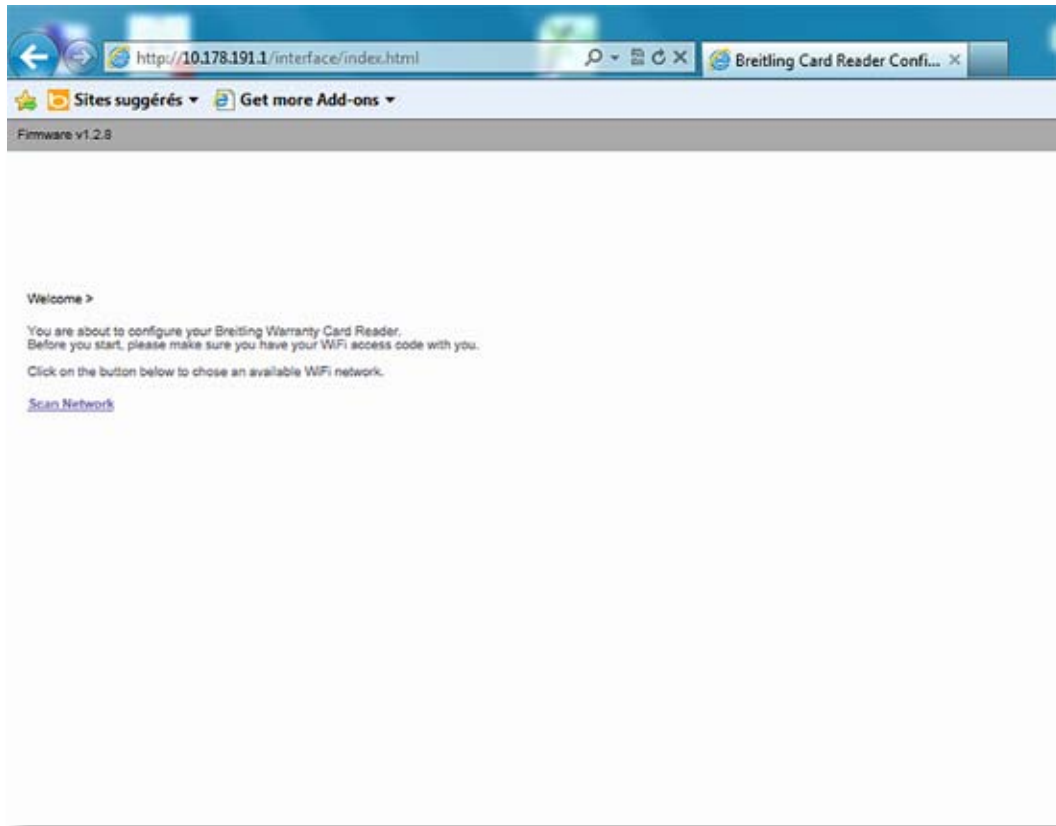 http://10.178.191.1/interface/index.html
Breitling Card Reader Confi...
Sites suggérés
Get more Add-ons
Firmware v1.2.8
Welcome >
You are about to configure your Breitling Warranty Card Reader.
Before you start, please make sure you have your WiFi access code with you.
Click on the button below to chose an available WiFi network.
Scan Network